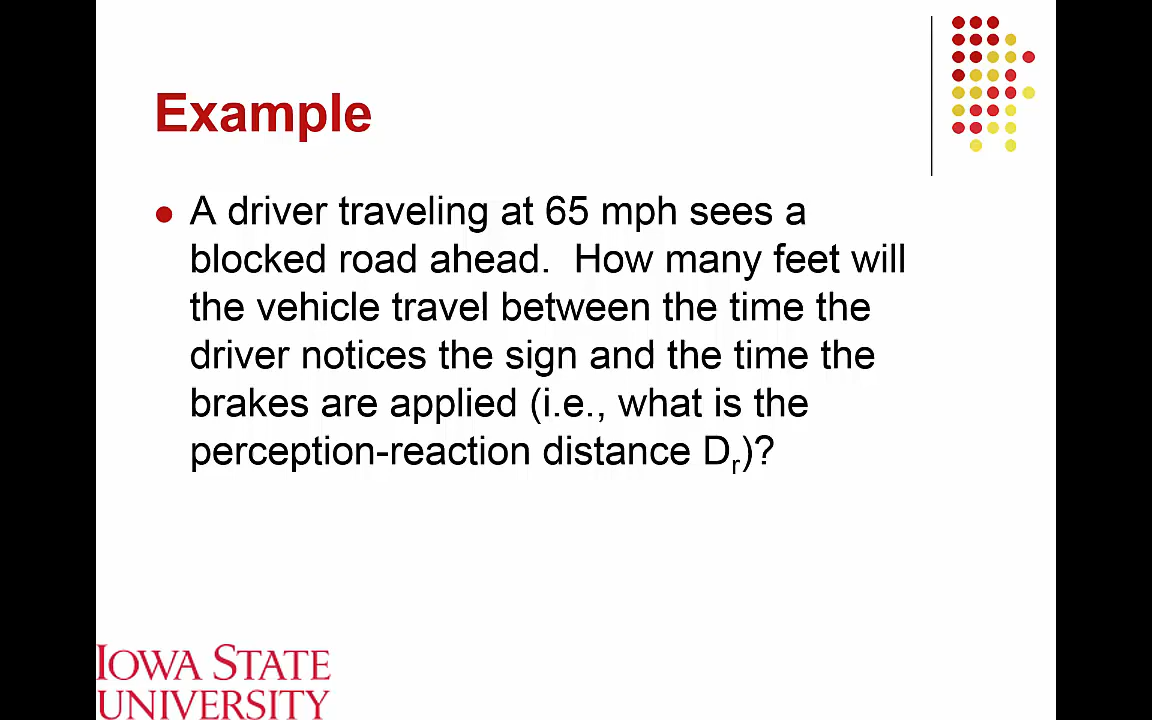 Example
A driver traveling at 65 mph sees a
blocked road ahead.  How many feet will
the vehicle travel between the time the
driver notices the sign and the time the
brakes are applied (i.e., what is the
perception-reaction distance Dr)?
IOWA STATE
UNIVERSITY